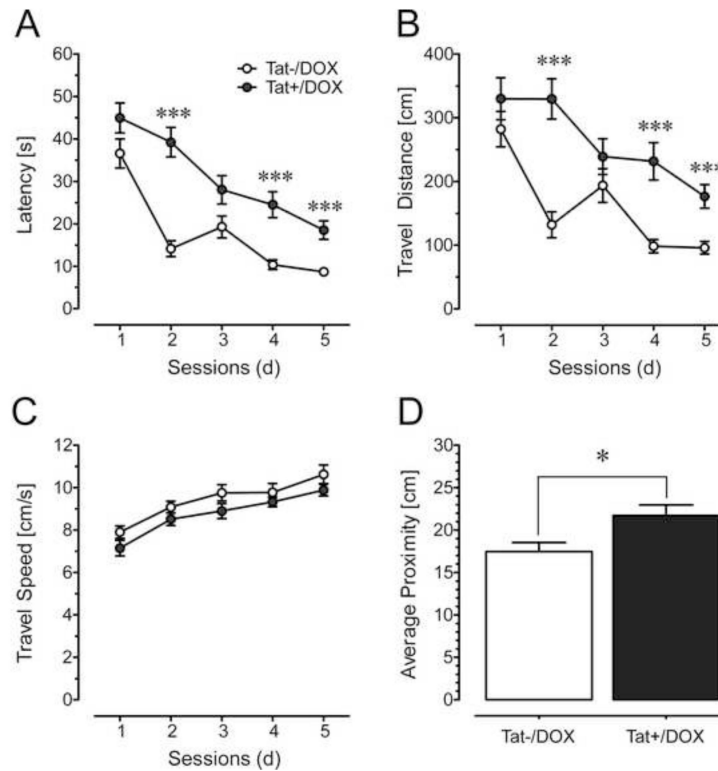 A
Latency [s]
60
50
40
30
20
10
0
Tat-/DOX
Tat+/DOX
***
***
***
1 2 3 4 5
Sessions (d)
B
Travel Distance [cm]
400
300
200
100
0
***
***
***
1 2 3 4 5
Sessions (d)
C
Travel Speed [cm/s]
12
10
8
6
4
2
0
1 2 3 4 5
Sessions (d)
D
Average Proximity [cm]
30
25
20
15
10
5
0
*
Tat-/DOX Tat+/DOX